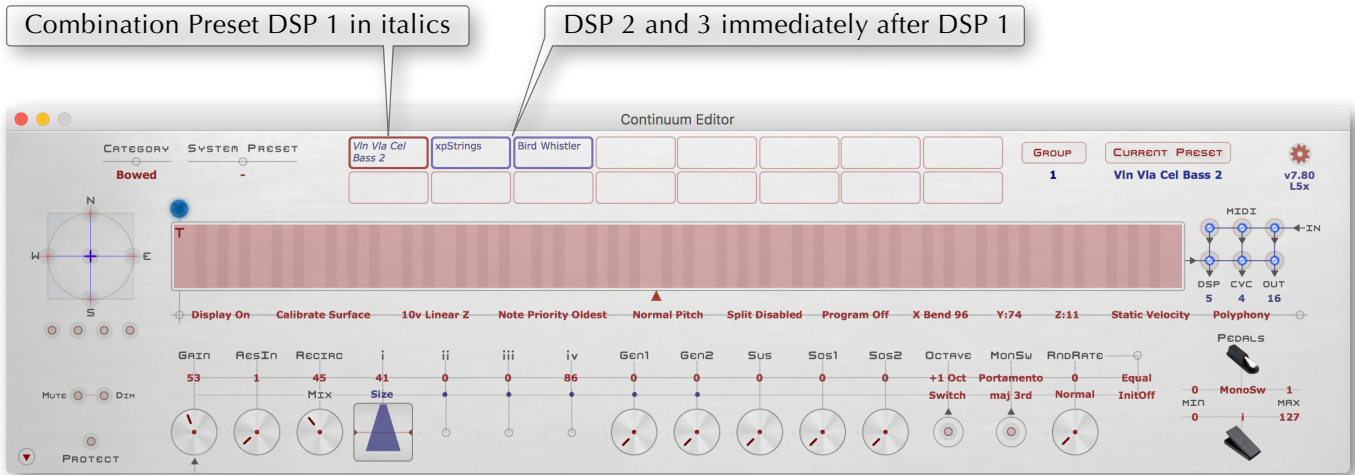 Combination Preset DSP 1 in italics
DSP 2 and 3 immediately after DSP 1
Continuum Editor
Category System Preset
Bowed -
Vln Vla Cel
Bass 2
xpStrings
Bird Whistler
Group Current Preset
1 Vln Vla Cel Bass 2
v7.80
L5x
N
W E
S
T
MIDI
IN
DSP CVC OUT
5 4 16
Display On Calibrate Surface 10v Linear Z Note Priority Oldest Normal Pitch Split Disabled Program Off X Bend 96 Y:74 Z:11 Static Velocity Polyphony
Gain ResIn Recirc i ii iii iv Gen1 Gen2 Sus Sos1 Sos2 Octave MonSw RndRate
53 1 45 41 0 0 86 0 0 0 0 0 +1 Oct Portamento 0 Equal
Mix Size Switch maj 3rd Normal InitOff
Mute Dim
Protect
Pedals
0 MonoSw 1
Min Max
0 i 127